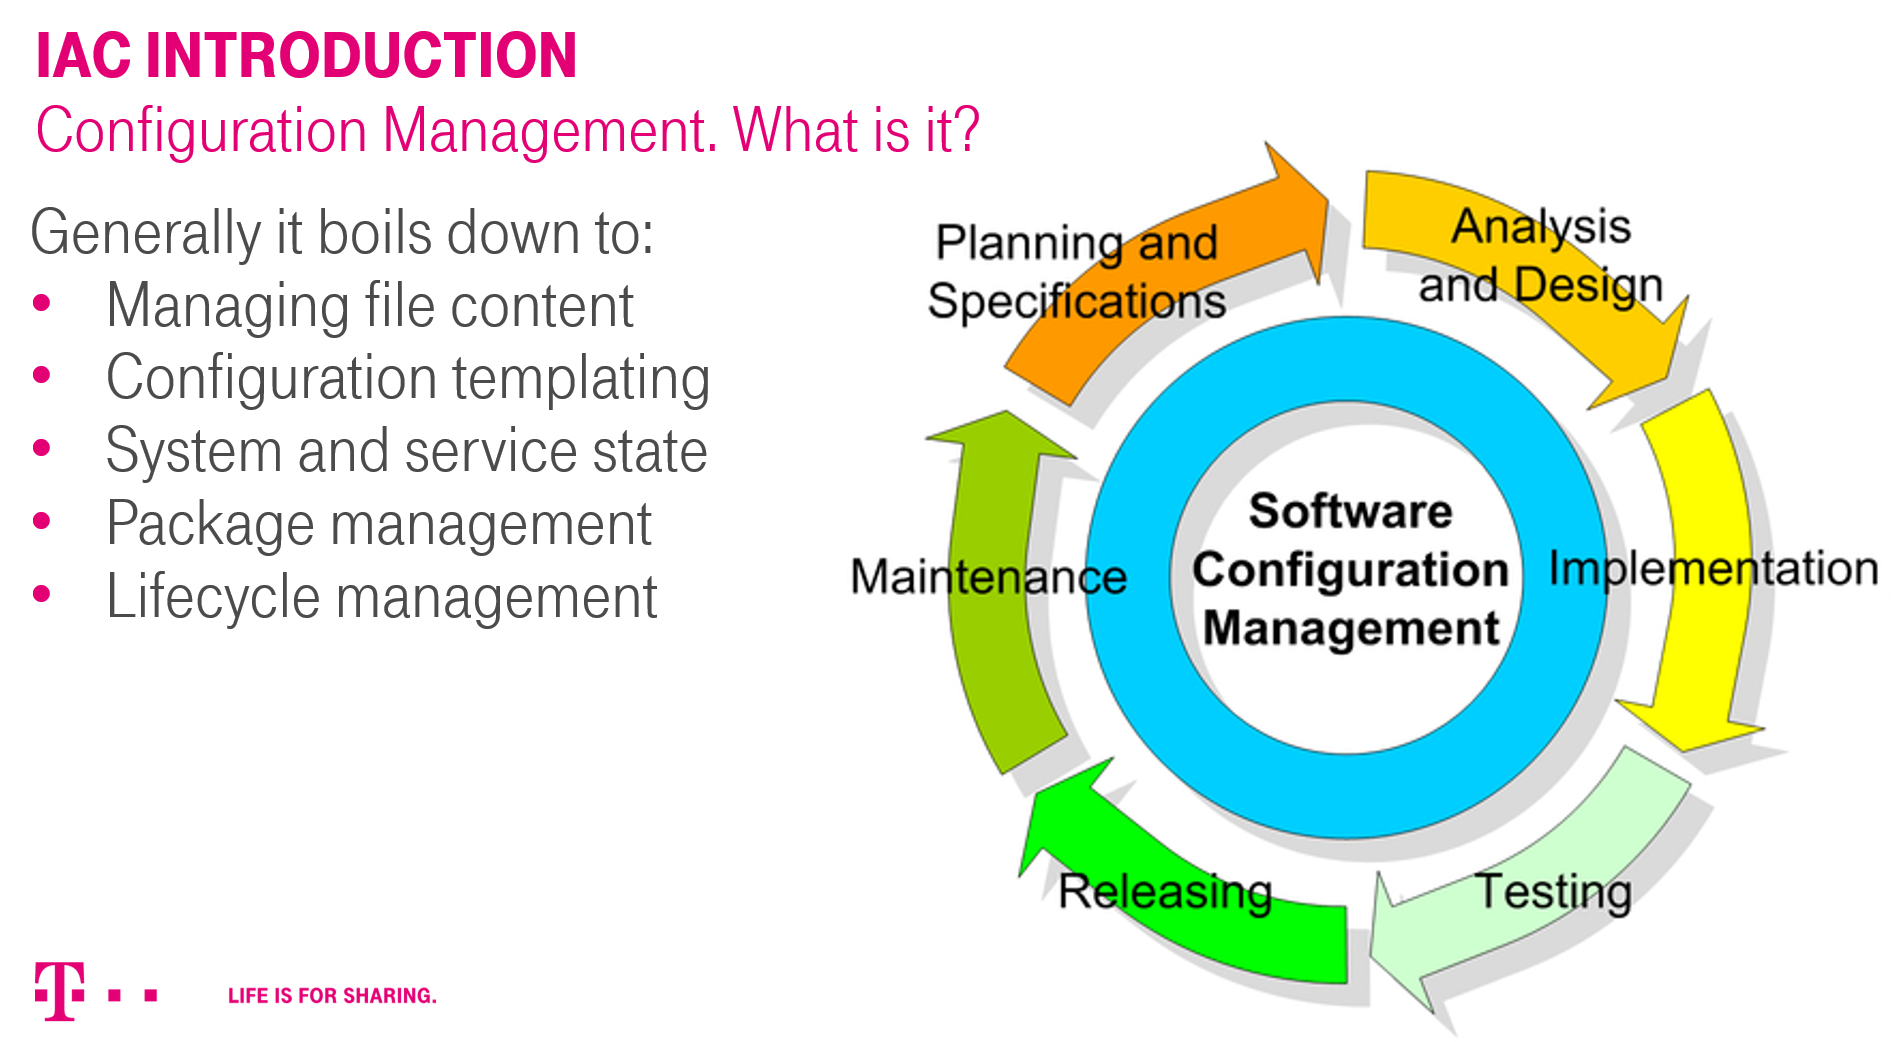 IAC INTRODUCTION
Configuration Management. What is it?
Generally it boils down to:
• Managing file content
• Configuration templating
• System and service state
• Package management
• Lifecycle management
Planning and
Specifications
Analysis
and Design
Implementation
Testing
Releasing
Maintenance
Software
Configuration
Management
T
LIFE IS FOR SHARING.